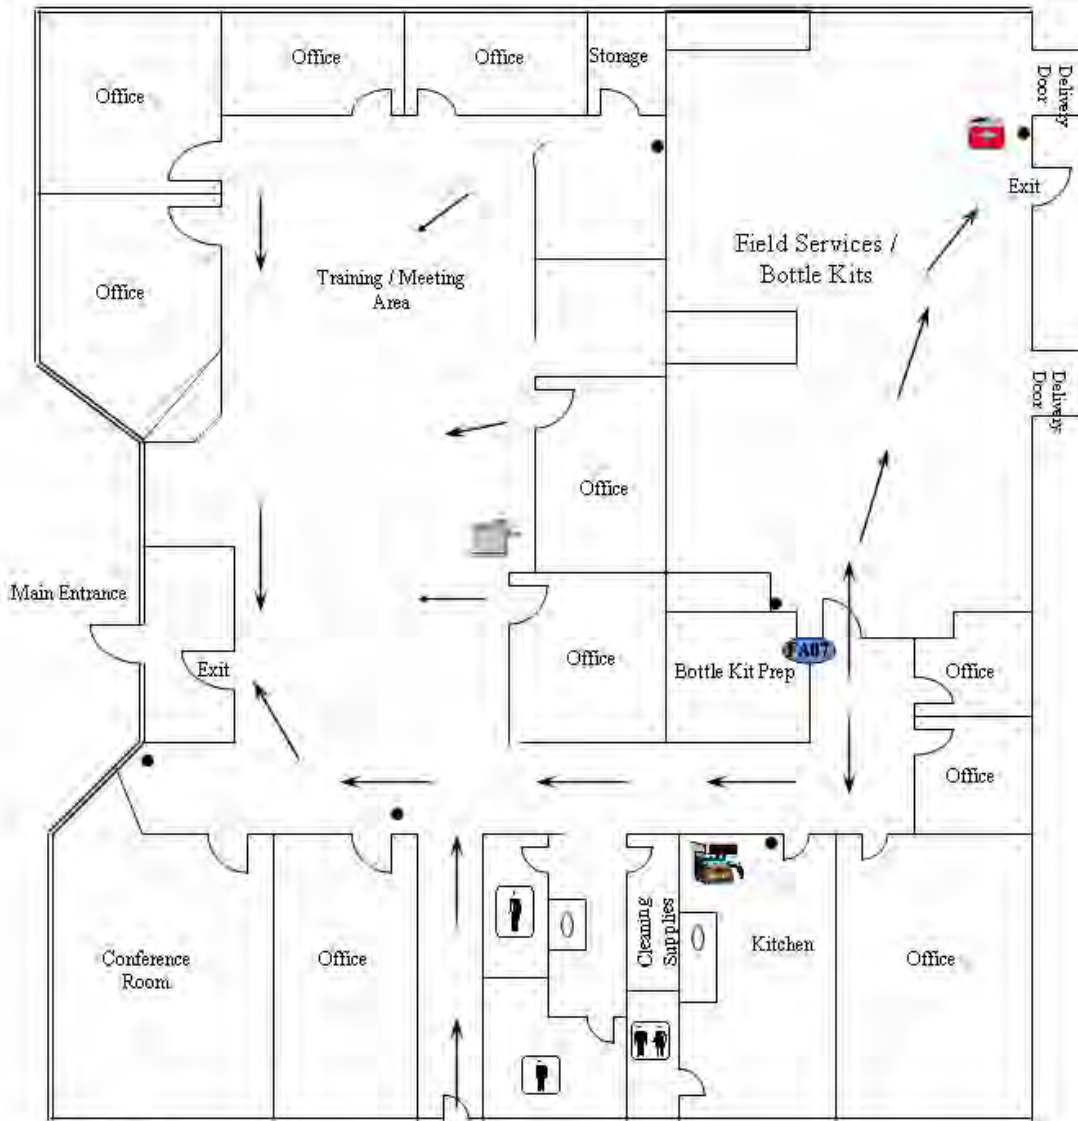 Office
Office
Storage
Office
Delivery
Door
Exit
Field Services /
Bottle Kits
Training / Meeting
Area
Office
Delivery
Door
Office
Main Entrance
Exit
Office
Bottle Kit Prep
FA07
Office
Office
Conference
Room
Office
Cleaning
Supplies
Kitchen
Office